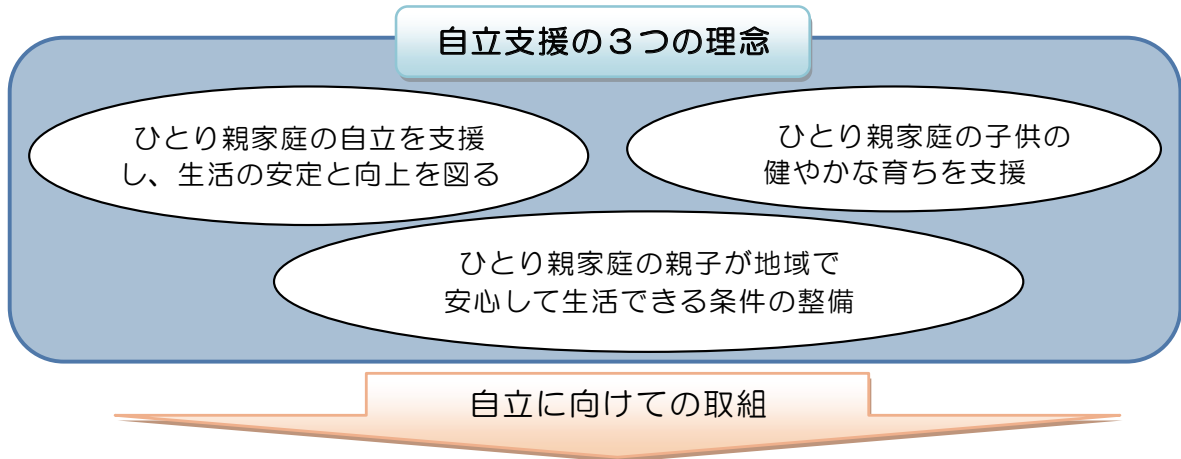 自立支援の３つの理念
ひとり親家庭の自立を支援
し、生活の安定と向上を図る
ひとり親家庭の子供の
健やかな育ちを支援
ひとり親家庭の親子が地域で
安心して生活できる条件の整備
自立に向けての取組